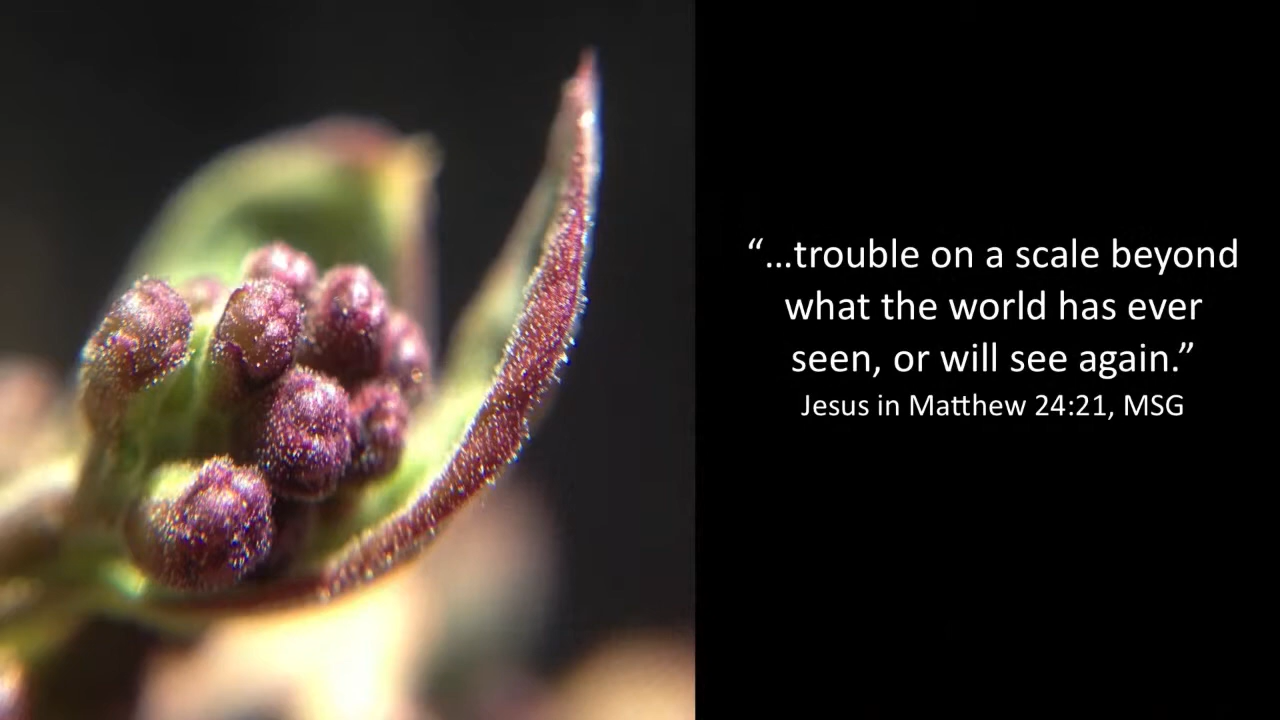 “…trouble on a scale beyond
what the world has ever
seen, or will see again.”
Jesus in Matthew 24:21, MSG